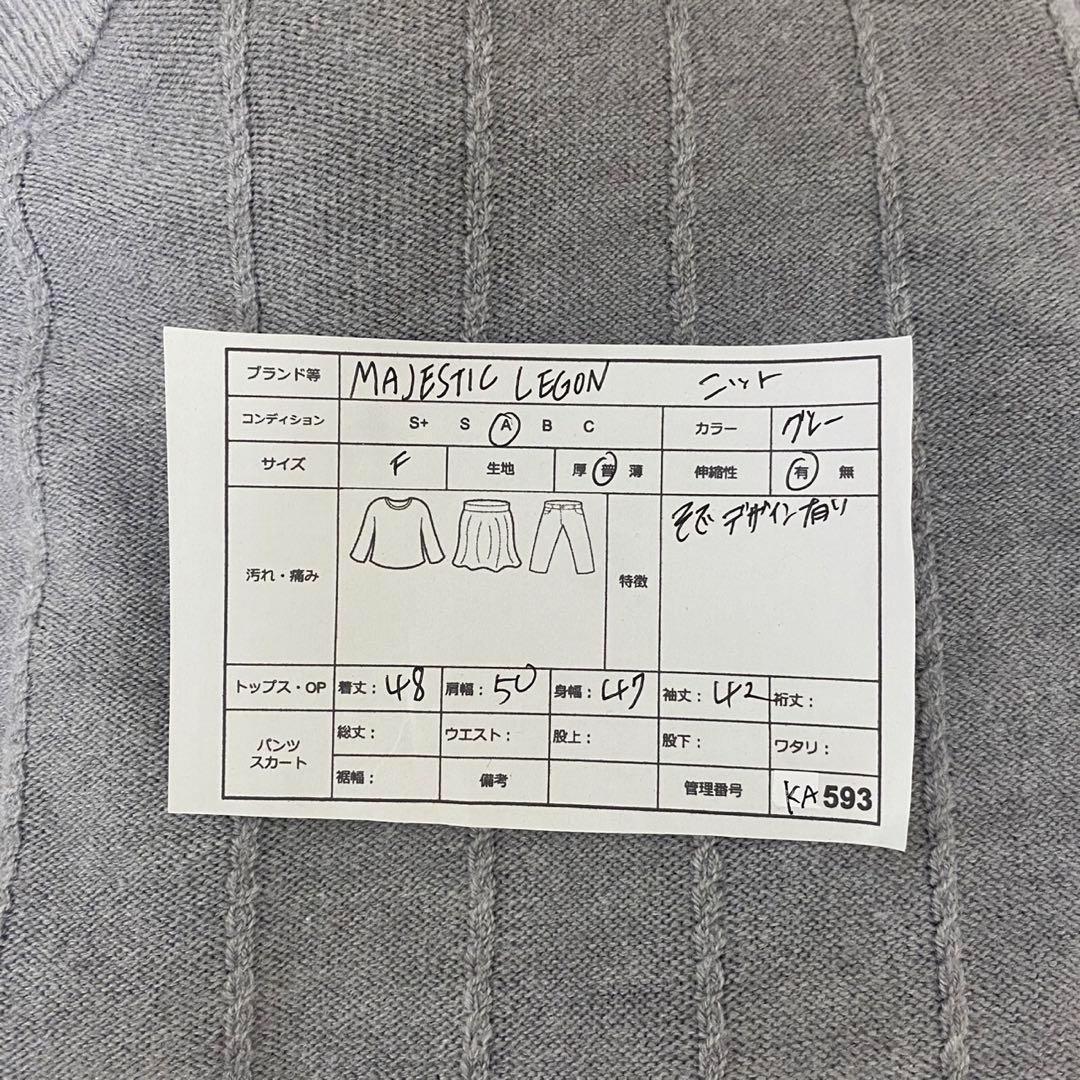 ブランド等 MAJESTIC LEGON ニット
コンディション S+ S A B C カラー グレー
サイズ F 生地 厚 普 薄 伸縮性 有 無
汚れ・痛み 特徴 そでデザイン有り
トップス・OP 着丈：48 肩幅：50 身幅：47 袖丈：42 裄丈：
パンツ スカート 総丈： ウエスト： 股上： 股下： ワタリ：
裾幅： 備考 管理番号 KA 593